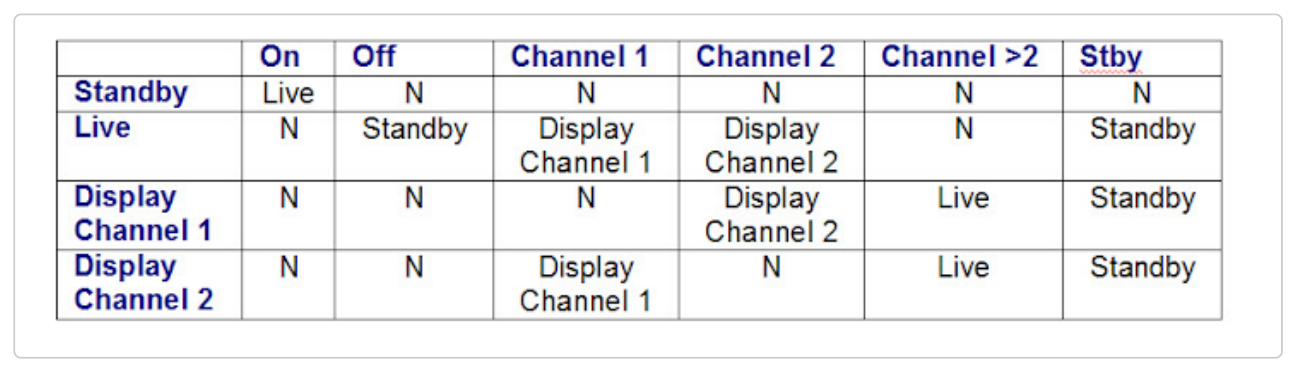 On Off Channel 1 Channel 2 Channel >2 Stby
Standby Live N N N N N
Live N Standby Display Display N Standby
Channel 1 Channel 2
Display N N N Display Live Standby
Channel 1 Channel 2
Display N N Display N Live Standby
Channel 2 Channel 1